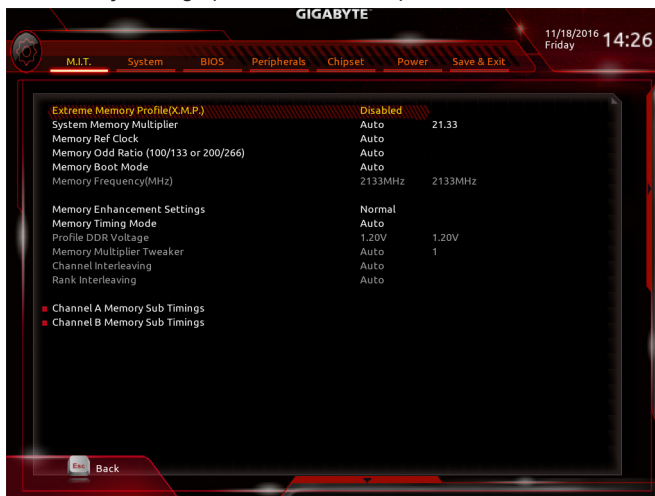 GIGABYTE
11/18/2016 14:26
Friday
M.I.T. System BIOS Peripherals Chipset Power Save & Exit
Extreme Memory Profile(X.M.P.) Disabled
System Memory Multiplier Auto 21.33
Memory Ref Clock Auto
Memory Odd Ratio (100/133 or 200/266) Auto
Memory Boot Mode Auto
Memory Frequency(MHz) 2133MHz 2133MHz
Memory Enhancement Settings Normal
Memory Timing Mode Auto
Profile DDR Voltage 1.20V 1.20V
Memory Multiplier Tweaker Auto 1
Channel Interleaving Auto
Rank Interleaving Auto
Channel A Memory Sub Timings
Channel B Memory Sub Timings
Esc Back